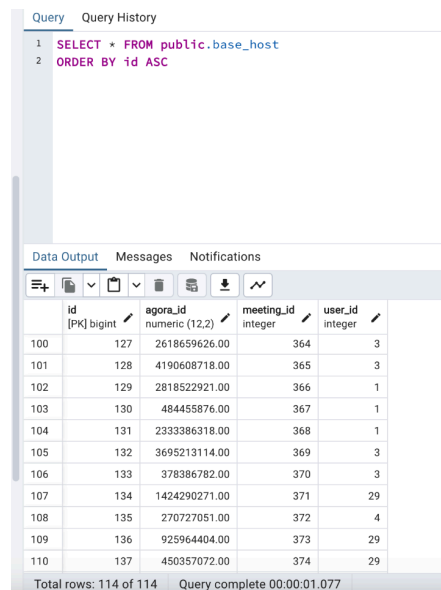 Query Query History
1 SELECT * FROM public.base_host
2 ORDER BY id ASC
Data Output Messages Notifications
id agora_id meeting_id user_id
[PK] bigint numeric (12,2) integer integer
100 127 2618659626.00 364 3
101 128 4190608718.00 365 3
102 129 2818522921.00 366 1
103 130 484455876.00 367 1
104 131 2333386318.00 368 1
105 132 3695213114.00 369 3
106 133 378386782.00 370 3
107 134 1424290271.00 371 29
108 135 270727051.00 372 4
109 136 925964404.00 373 29
110 137 450357072.00 374 29
Total rows: 114 of 114 Query complete 00:00:01.077